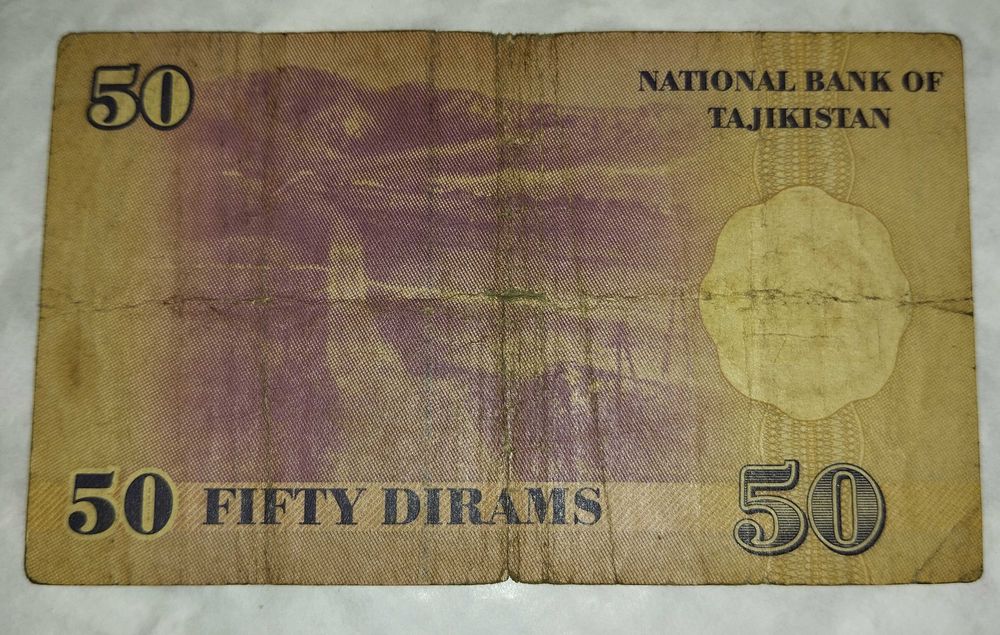 50
NATIONAL BANK OF
TAJIKISTAN
50 FIFTY DIRAMS
50